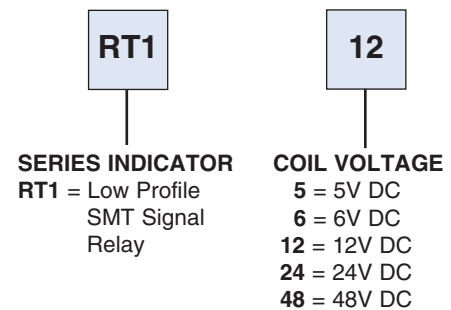 RT1
12
SERIES INDICATOR
RT1 = Low Profile
SMT Signal
Relay
COIL VOLTAGE
5 = 5V DC
6 = 6V DC
12 = 12V DC
24 = 24V DC
48 = 48V DC